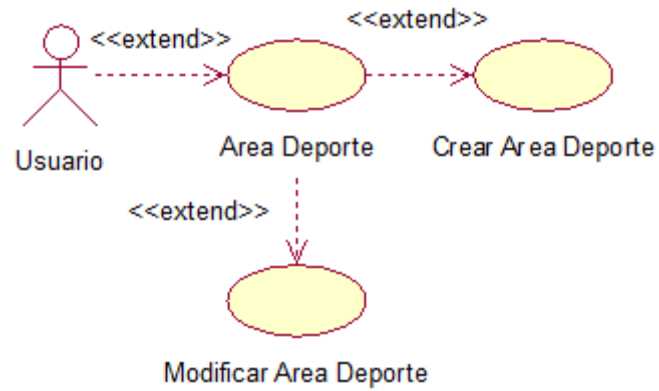 <<extend>>
<<extend>>
Usuario
Area Deporte
Crear Area Deporte
<<extend>>
Modificar Area Deporte